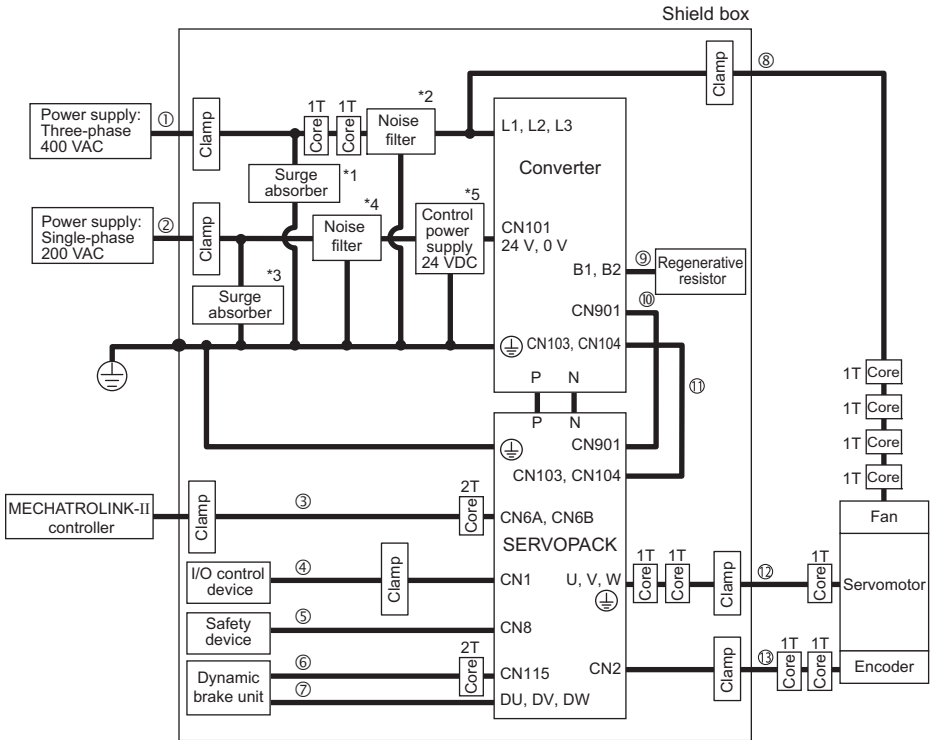 Shield box
⑧
Clamp
*2
1T
1T
Power supply:
Three-phase
400 VAC
①
Clamp
Core
Core
Noise
filter
L1, L2, L3
Converter
Surge
absorber
*1
*4
*5
Power supply:
Single-phase
200 VAC
②
Clamp
Noise
filter
Control
power
supply
24 VDC
CN101
24 V, 0 V
*3
Surge
absorber
B1, B2
⑨
Regenerative
resistor
CN901
⑩
CN103, CN104
⑪
P
N
P
N
CN901
CN103, CN104
1T
Core
1T
Core
1T
Core
1T
Core
MECHATROLINK-II
controller
Clamp
③
2T
Core
CN6A, CN6B
SERVOPACK
Fan
I/O control
device
④
Clamp
CN1
U, V, W
1T
Core
1T
Core
Clamp
⑫
1T
Core
Servomotor
Safety
device
⑤
CN8
Dynamic
brake unit
⑥
2T
Core
CN115
⑦
DU, DV, DW
CN2
Clamp
⑬
1T
Core
1T
Core
Encoder